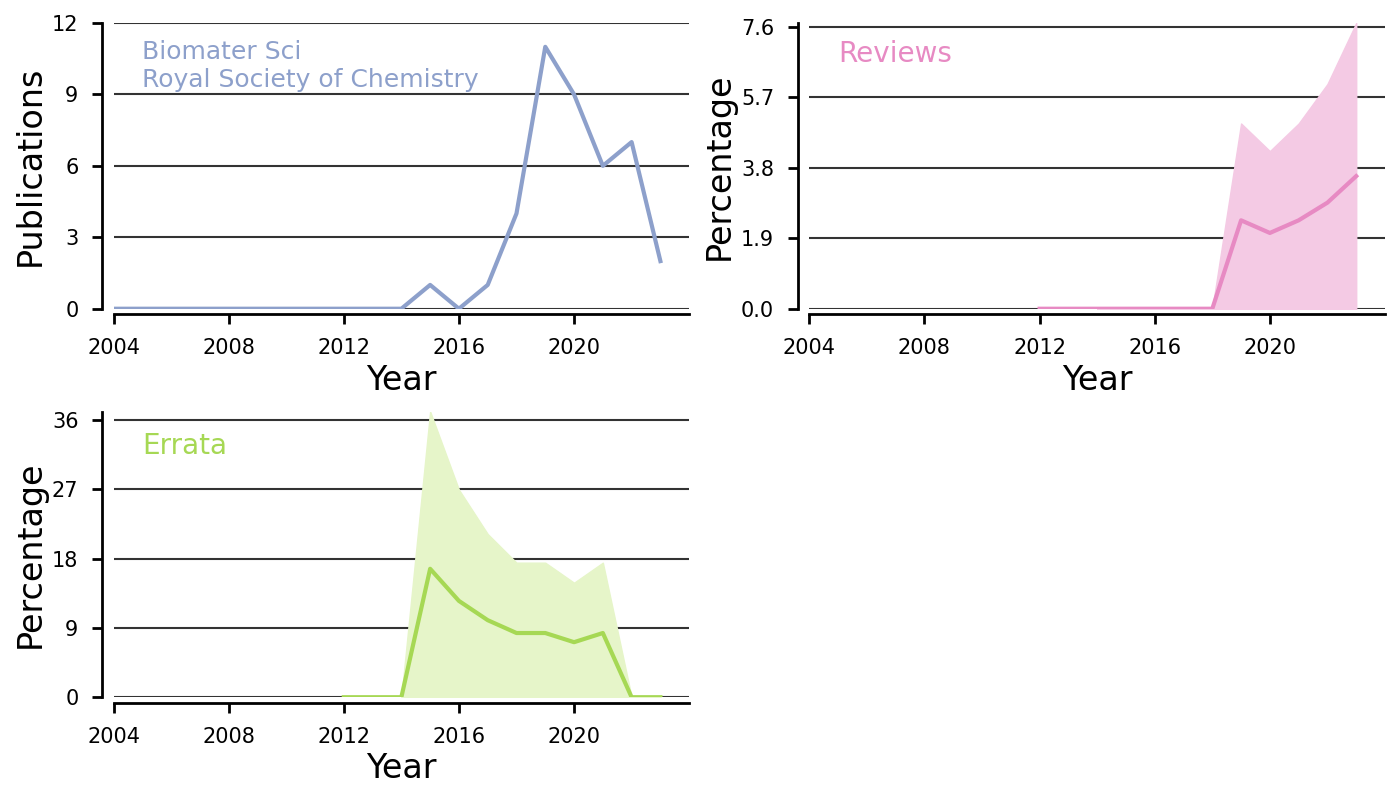 Publications
12
9
6
3
0
Biomater Sci
Royal Society of Chemistry
2004 2008 2012 2016 2020
Year
Percentage
7.6
5.7
3.8
1.9
0.0
Reviews
2004 2008 2012 2016 2020
Year
Percentage
36
27
18
9
0
Errata
2004 2008 2012 2016 2020
Year